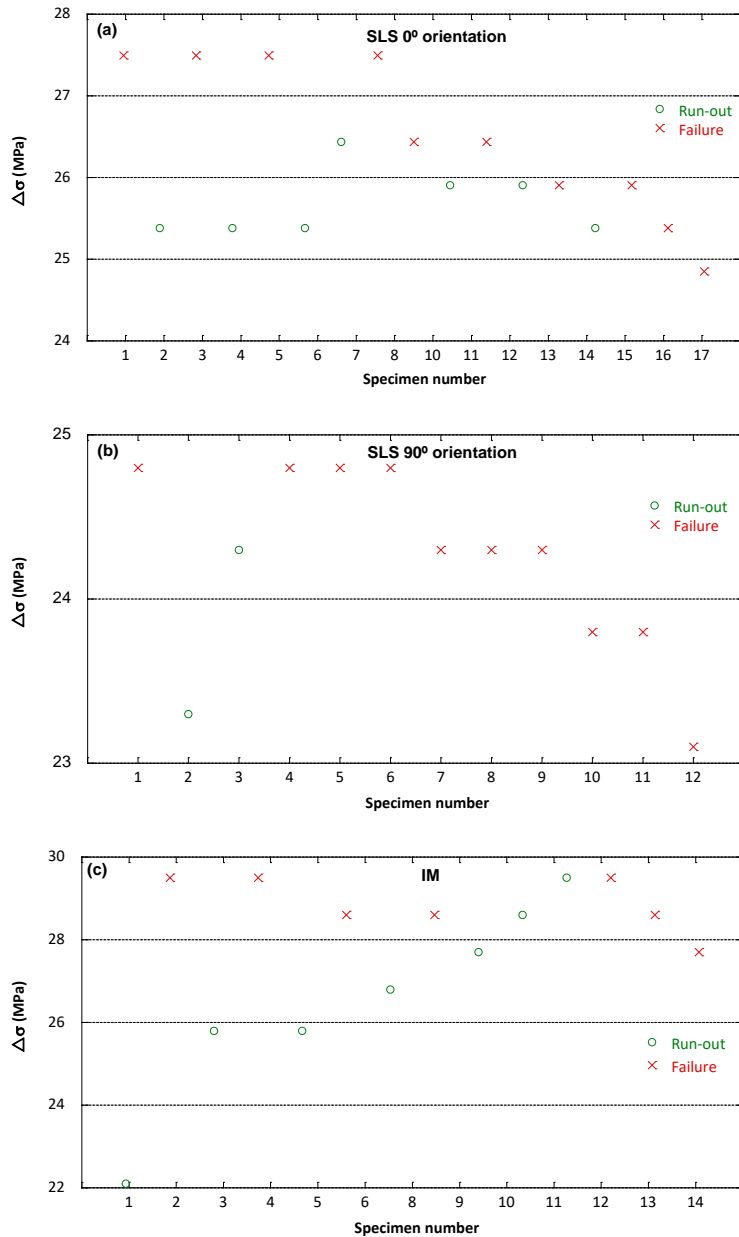 (a)
SLS 0º orientation
28
27
26
25
24
Δσ (MPa)
Run-out
Failure
1 2 3 4 5 6 7 8 10 11 12 13 14 15 16 17
Specimen number
(b)
SLS 90º orientation
25
24
23
Δσ (MPa)
Run-out
Failure
1 2 3 4 5 6 7 8 9 10 11 12
Specimen number
(c)
IM
30
28
26
24
22
Δσ (MPa)
Run-out
Failure
1 2 3 4 5 6 7 8 9 10 11 12 13 14
Specimen number